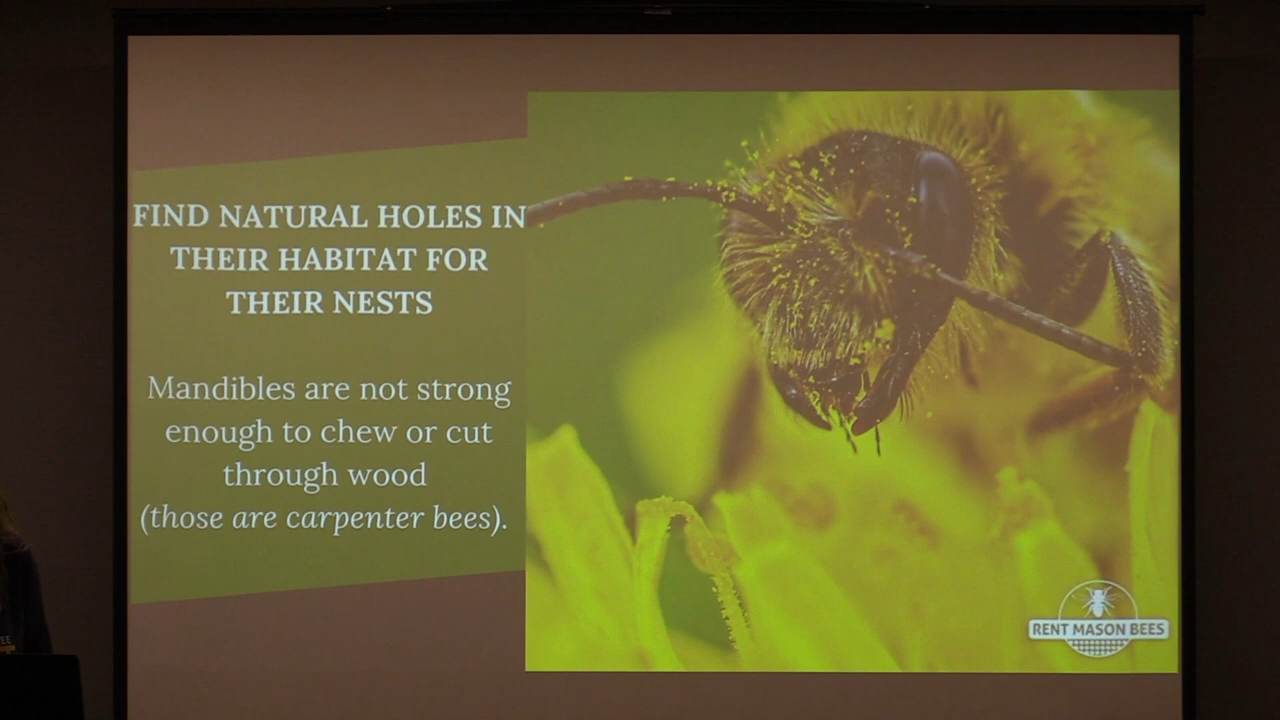 FIND NATURAL HOLES IN
THEIR HABITAT FOR
THEIR NESTS
Mandibles are not strong
enough to chew or cut
through wood
(those are carpenter bees).
RENT MASON BEES